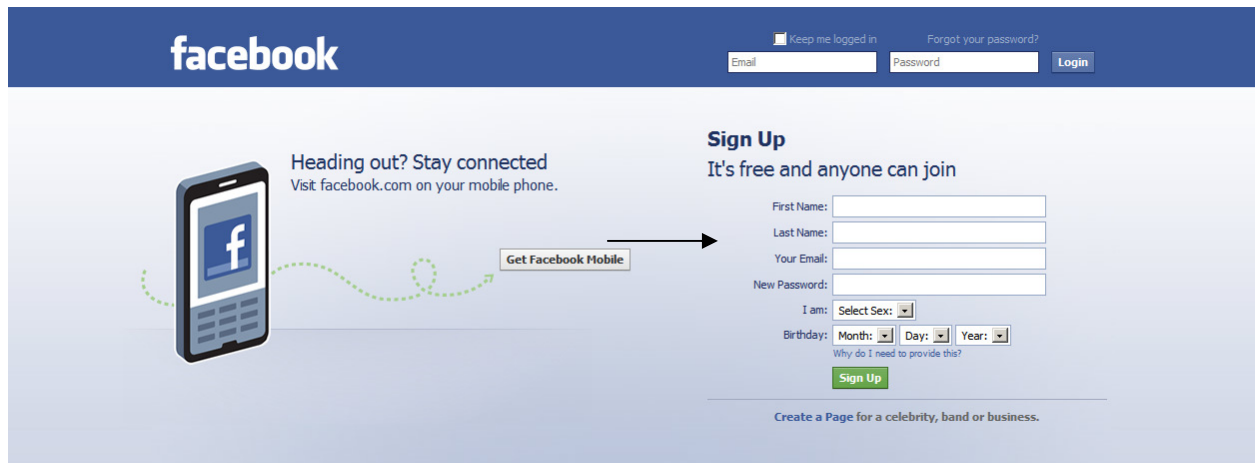 facebook
Keep me logged in Forgot your password?
Email Password Login
Heading out? Stay connected
Visit facebook.com on your mobile phone.
f
Get Facebook Mobile
Sign Up
It's free and anyone can join
First Name:
Last Name:
Your Email:
New Password:
I am: Select Sex:
Birthday: Month: Day: Year:
Why do I need to provide this?
Sign Up
Create a Page for a celebrity, band or business.